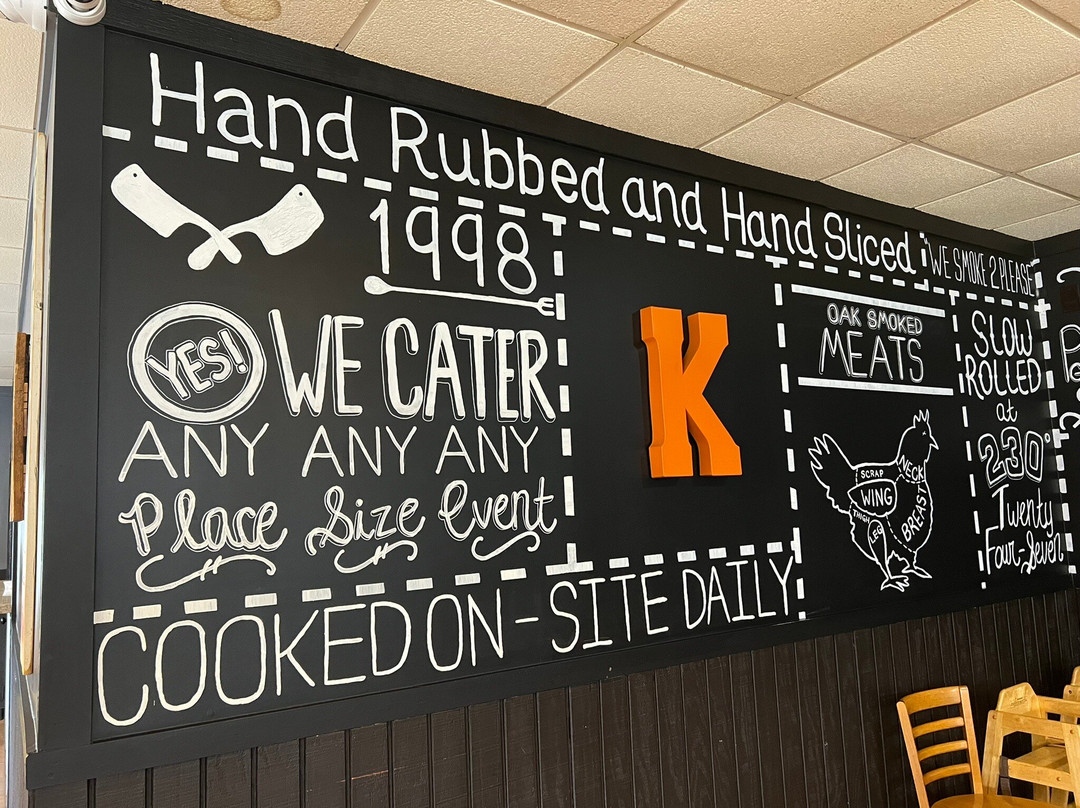 Hand Rubbed and Hand Sliced
WE SMOKE 2 PLEASE
1998
YES!
WE CATER
ANY ANY ANY
Place Size Event
K
OAK SMOKED
MEATS
SCRAP
NECK
WING
THIGH
LEG
BREAST
SLOW
ROLLED
at
230°
Twenty
Four-Seven
COOKED ON-SITE DAILY